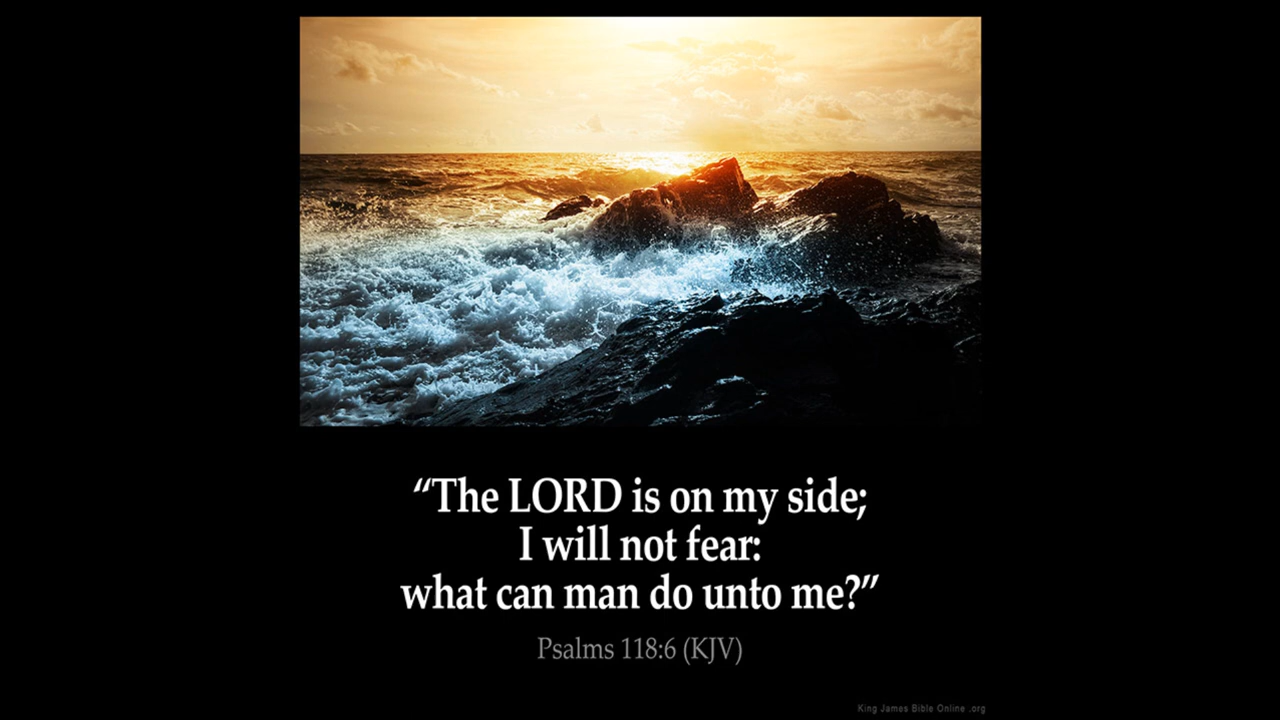 “The LORD is on my side;
I will not fear:
what can man do unto me?”
Psalms 118:6 (KJV)
King James Bible Online .org